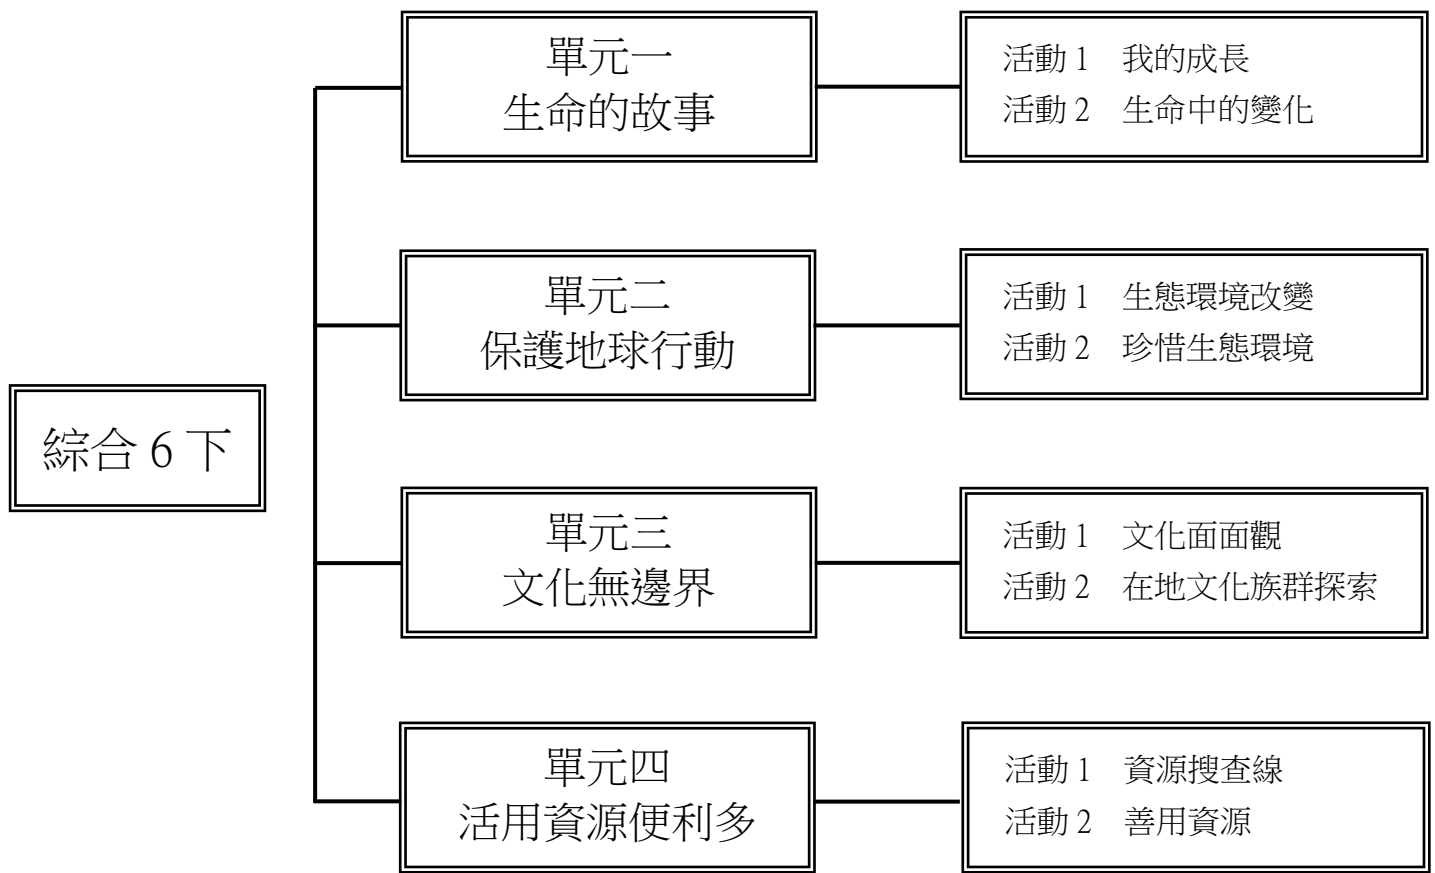 綜合 6 下
單元一
生命的故事
活動 1 我的成長
活動 2 生命中的變化
單元二
保護地球行動
活動 1 生態環境改變
活動 2 珍惜生態環境
單元三
文化無邊界
活動 1 文化面面觀
活動 2 在地文化族群探索
單元四
活用資源便利多
活動 1 資源搜查線
活動 2 善用資源